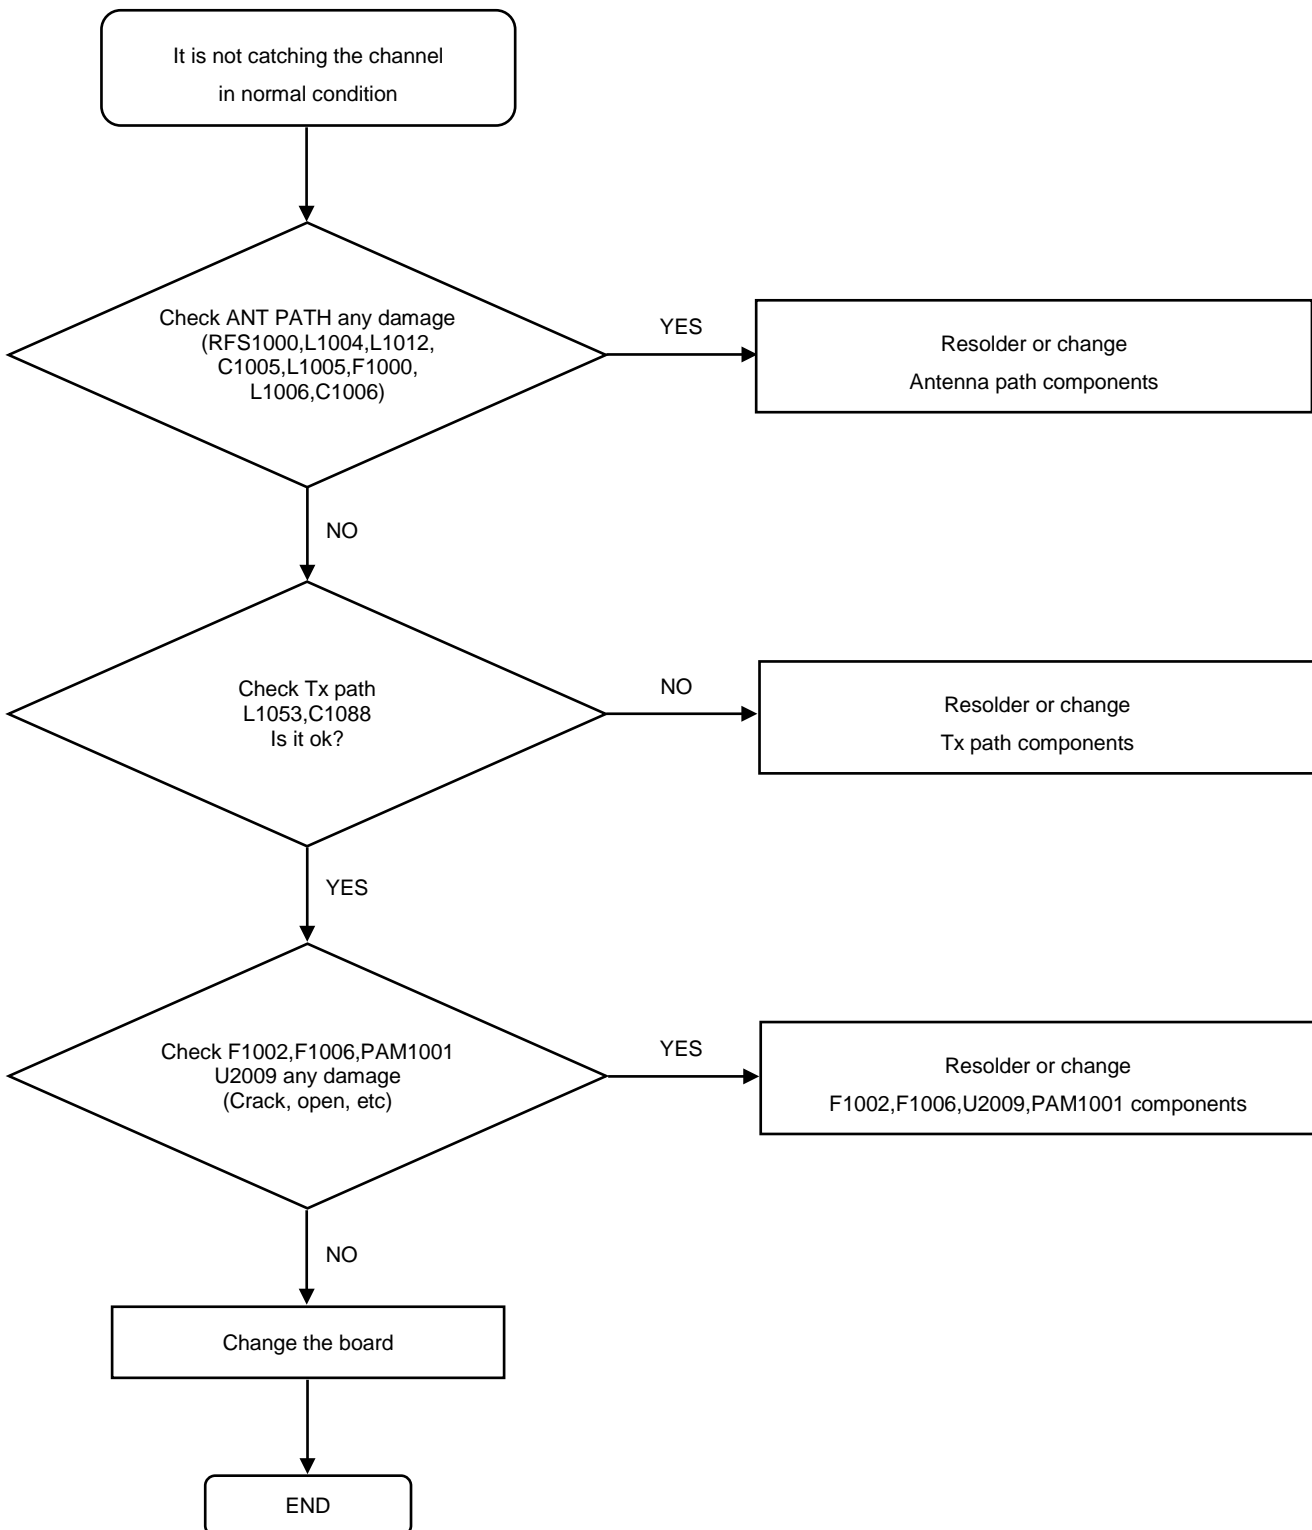 It is not catching the channel
in normal condition
Check ANT PATH any damage
(RFS1000,L1004,L1012,
C1005,L1005,F1000,
L1006,C1006)
YES
Resolder or change
Antenna path components
NO
Check Tx path
L1053,C1088
Is it ok?
NO
Resolder or change
Tx path components
YES
Check F1002,F1006,PAM1001
U2009 any damage
(Crack, open, etc)
YES
Resolder or change
F1002,F1006,U2009,PAM1001 components
NO
Change the board
END